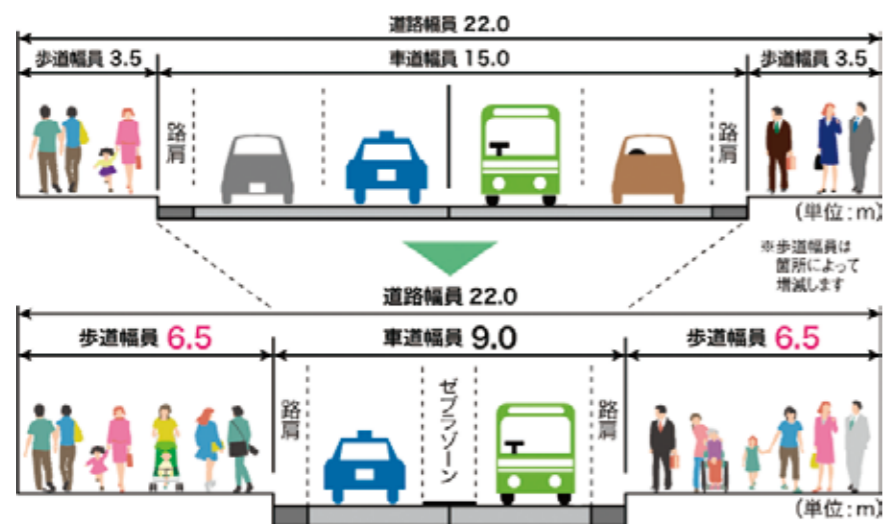 道路幅員 22.0
歩道幅員 3.5
車道幅員 15.0
歩道幅員 3.5
路肩
路肩
(単位:m)
※歩道幅員は
箇所によって
増減します
道路幅員 22.0
歩道幅員 6.5
車道幅員 9.0
歩道幅員 6.5
路肩
ゼブラゾーン
路肩
(単位:m)